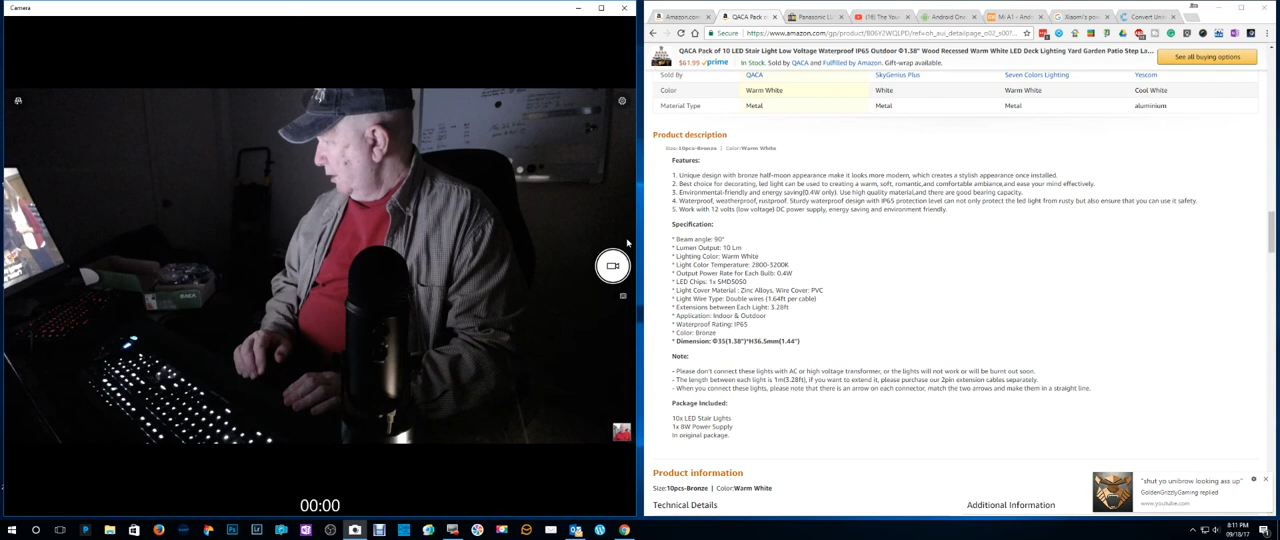 Camera
00:00
Amazon.com
QACA Pack o
Panasonic LU
(18) The You
Android One
Mi A1 - Andr
Xiaomi's p
Convert Unit
Secure
QACA Pack of 10 LED Stair Light Low Voltage Waterproof IP65 Outdoor Φ1.38" Wood Recessed Warm White LED Deck Lighting Yard Garden Patio Step La...
$61.99 prime In Stock. Sold by QACA and Fulfilled by Amazon. Gift-wrap available.
See all buying options
Sold By QACA SkyGenius Plus Seven Colors Lighting Yescom
Color Warm White White Warm White Cool White
Material Type Metal Metal Metal aluminium
Product description
Size:10pcs-Bronze | Color:Warm White
Features:
1. Unique design with bronze half-moon appearance make it looks more modern, which creates a stylish appearance once installed.
2. Best choice for decorating, led light can be used to creating a warm, soft, romantic,and comfortable ambiance,and ease your mind effectively.
3. Environmental-friendly and energy saving(0.4W only). Use high quality material,and there are good bearing capacity.
4. Waterproof, weatherproof, rustproof. Sturdy waterproof design with IP65 protection level can not only protect the led light from rusty but also ensure that you can use it safety.
5. Work with 12 volts (low voltage) DC power supply, energy saving and environment friendly.
Specification:
* Beam angle: 90°
* Lumen Output: 10 Lm
* Lighting Color: Warm White
* Light Color Temperature: 2800-3200K
* Output Power Rate for Each Bulb: 0.4W
* LED Chips: 1x SMD5050
* Light Cover Material : Zinc Alloys, Wire Cover: PVC
* Light Wire Type: Double wires (1.64ft per cable)
* Extensions between Each Light: 3.28ft
* Application: Indoor & Outdoor
* Waterproof Rating: IP65
* Color: Bronze
* Dimension: Φ35(1.38")*H36.5mm(1.44")
Note:
- Please don't connect these lights with AC or high voltage transformer, or the lights will not work or will be burnt out soon.
- The length between each light is 1m(3.28ft), if you want to extend it, please purchase our 2pin extension cables separately.
- When you connect these lights, please note that there is an arrow on each connector, match the two arrows and make them in a straight line.
Package Included:
10x LED Stair Lights
1x 8W Power Supply
In original package.
Product information
Size:10pcs-Bronze | Color:Warm White
Technical Details Additional Information
"shut yo unibrow looking ass up"
GoldenGrizzlyGaming replied
www.youtube.com
8:11 PM
09/18/17